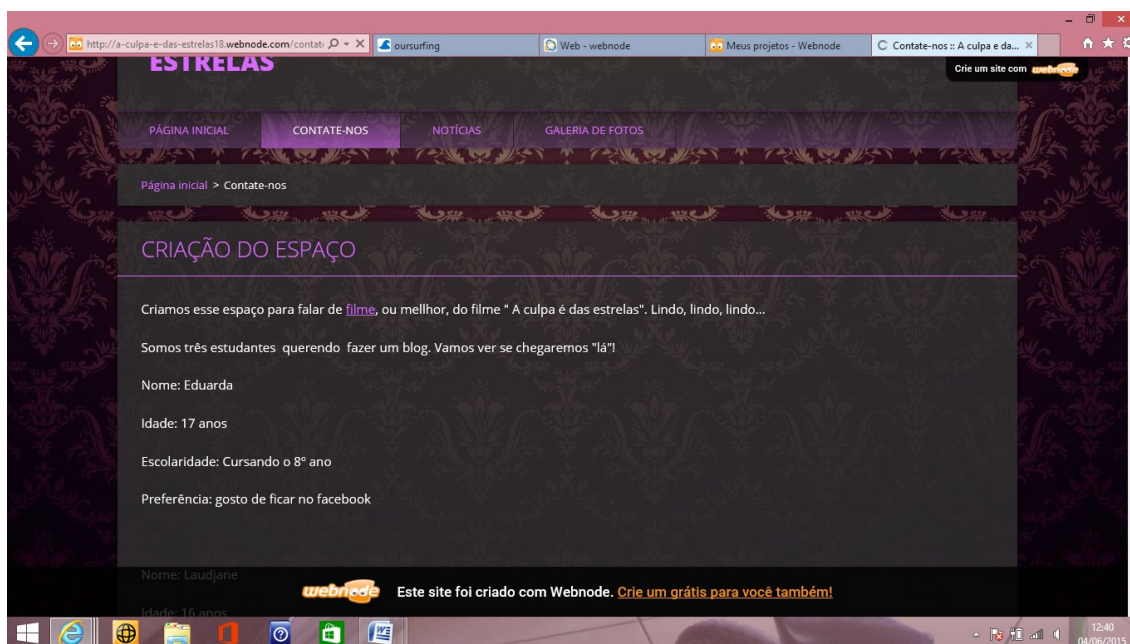 http://a-culpa-e-das-estrelas18.webnode.com/contat
oursurfing
Web - webnode
Meus projetos - Webnode
Contate-nos :: A culpa e da...
ESTRELAS
Crie um site com webnode
PÁGINA INICIAL
CONTATE-NOS
NOTÍCIAS
GALERIA DE FOTOS
Página inicial > Contate-nos
CRIAÇÃO DO ESPAÇO
Criamos esse espaço para falar de filme, ou mellhor, do filme " A culpa é das estrelas". Lindo, lindo, lindo...
Somos três estudantes querendo fazer um blog. Vamos ver se chegaremos "lá"!
Nome: Eduarda
Idade: 17 anos
Escolaridade: Cursando o 8º ano
Preferência: gosto de ficar no facebook
Nome: Laudjane
webnode Este site foi criado com Webnode. Crie um grátis para você também!
Idade: 16 anos
12:40
04/06/2015